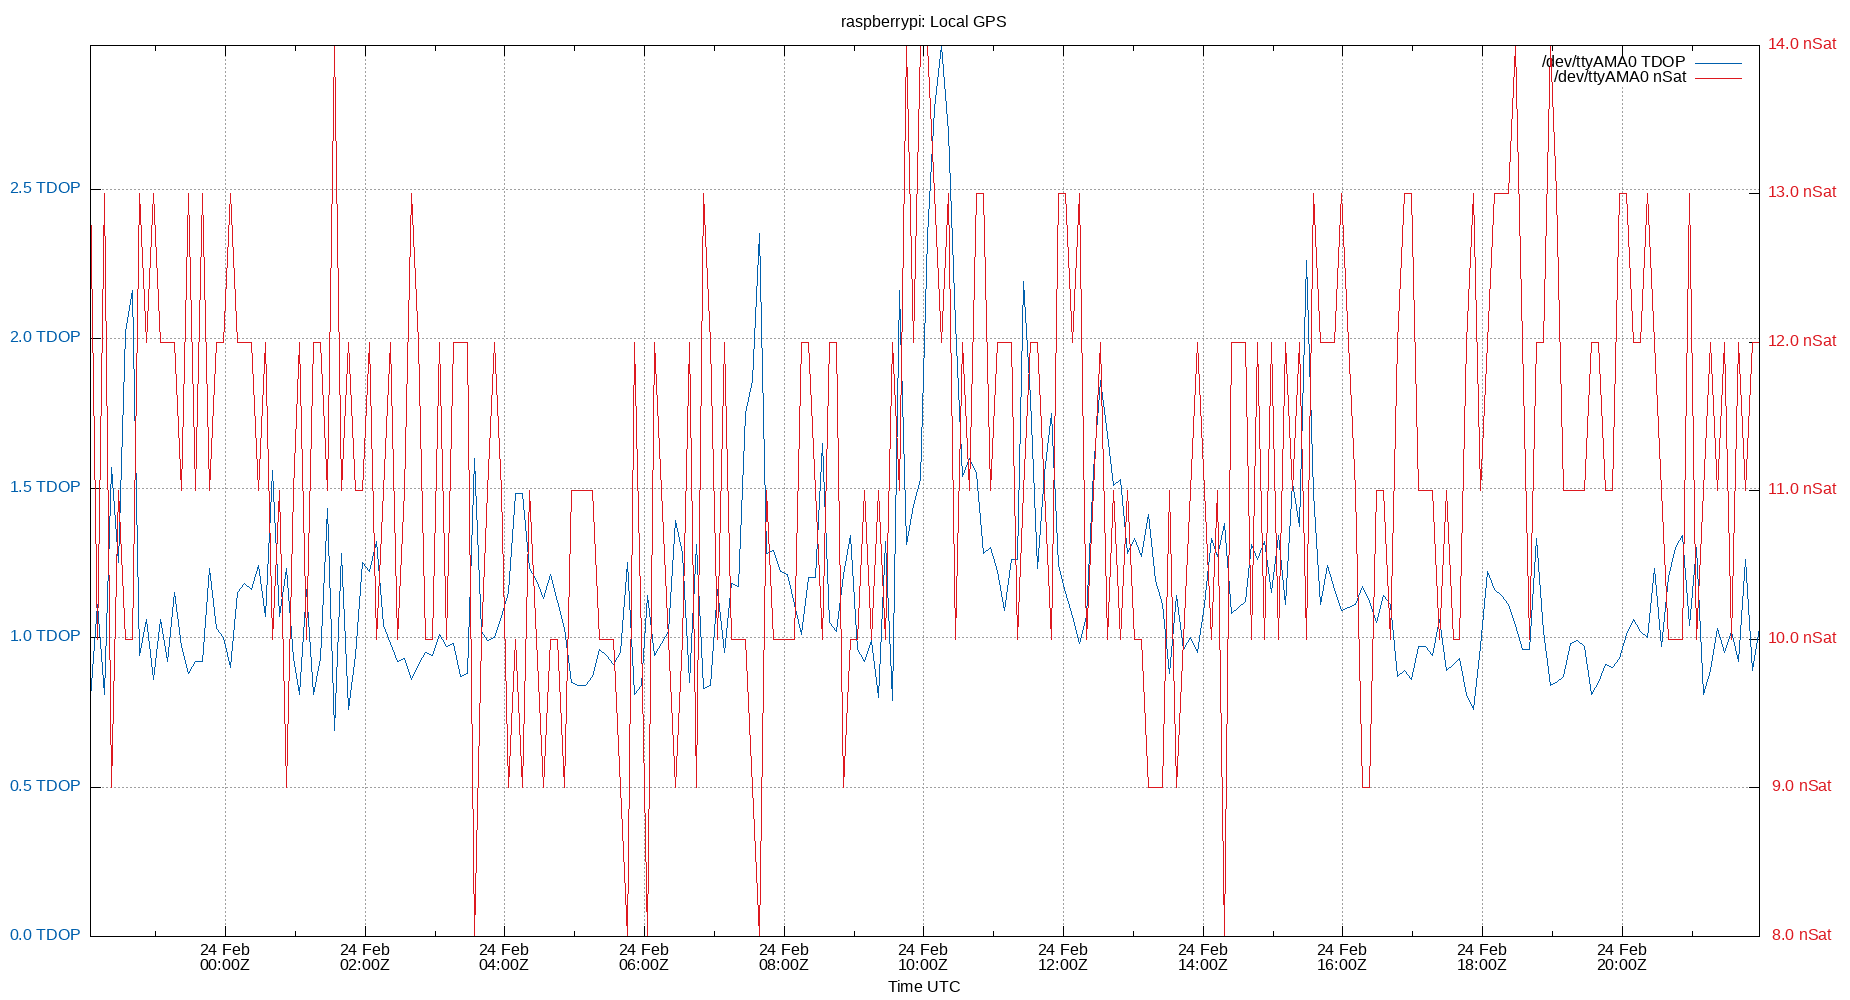 raspberrypi: Local GPS
/dev/ttyAMA0 TDOP
/dev/ttyAMA0 nSat
2.5 TDOP
2.0 TDOP
1.5 TDOP
1.0 TDOP
0.5 TDOP
0.0 TDOP
14.0 nSat
13.0 nSat
12.0 nSat
11.0 nSat
10.0 nSat
9.0 nSat
8.0 nSat
24 Feb
00:00Z
24 Feb
02:00Z
24 Feb
04:00Z
24 Feb
06:00Z
24 Feb
08:00Z
24 Feb
10:00Z
24 Feb
12:00Z
24 Feb
14:00Z
24 Feb
16:00Z
24 Feb
18:00Z
24 Feb
20:00Z
Time UTC